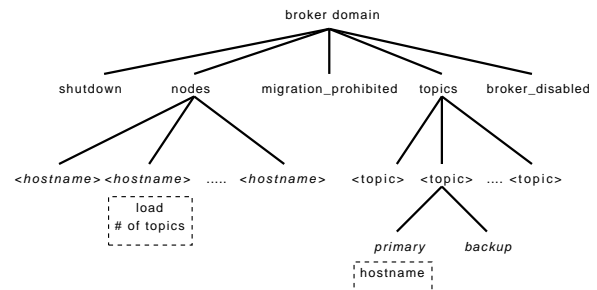 broker domain
shutdown nodes migration_prohibited topics broker_disabled
<hostname> <hostname> ..... <hostname> <topic> <topic> .... <topic>
load
# of topics
primary backup
hostname